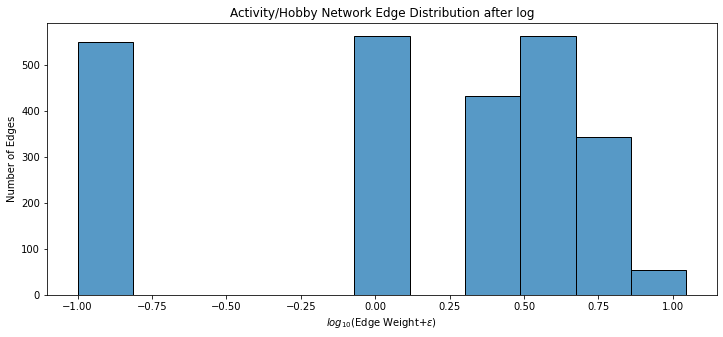 Activity/Hobby Network Edge Distribution after log
Number of Edges
500
400
300
200
100
0
−1.00 −0.75 −0.50 −0.25 0.00 0.25 0.50 0.75 1.00
log₁₀(Edge Weight+ε)